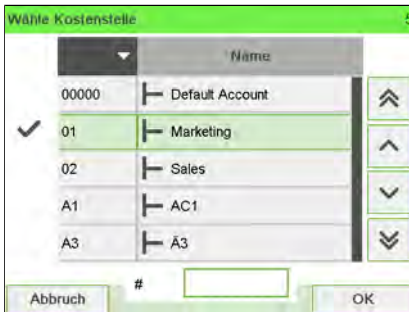 Wähle Kostenstelle
Name
00000 Default Account
01 Marketing
02 Sales
A1 AC1
A3 Ä3
#
Abbruch OK